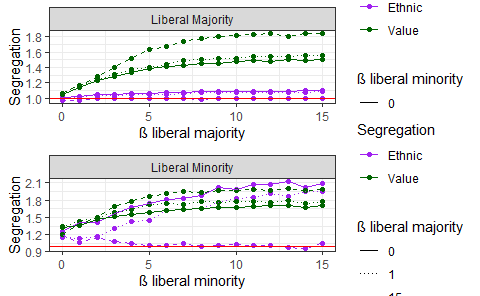 Liberal Majority
Segregation
1.8
1.6
1.4
1.2
1.0
0
5
10
15
ß liberal majority
Ethnic
Value
ß liberal minority
0
Segregation
Ethnic
Value
Liberal Minority
Segregation
2.1
1.8
1.5
1.2
0.9
0
5
10
15
ß liberal minority
ß liberal majority
0
1
15